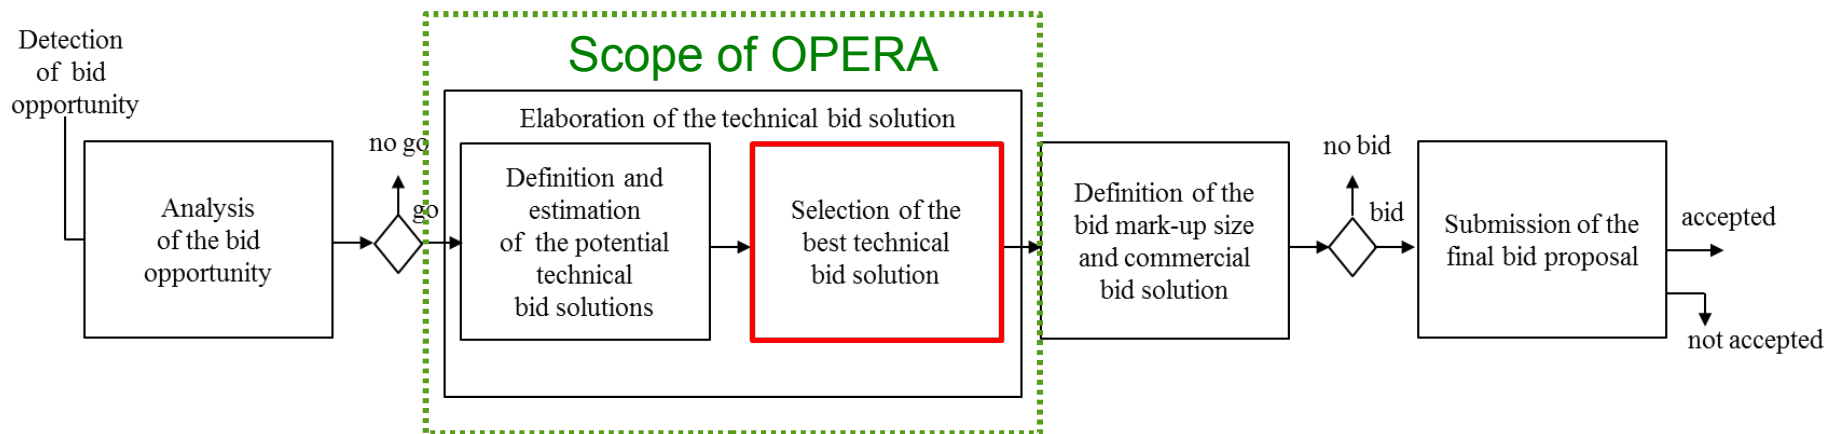 Detection
of bid
opportunity
Analysis
of the bid
opportunity
no go
go
Scope of OPERA
Elaboration of the technical bid solution
Definition and
estimation
of the potential
technical
bid solutions
Selection of the
best technical
bid solution
Definition of the
bid mark-up size
and commercial
bid solution
no bid
bid
Submission of the
final bid proposal
accepted
not accepted